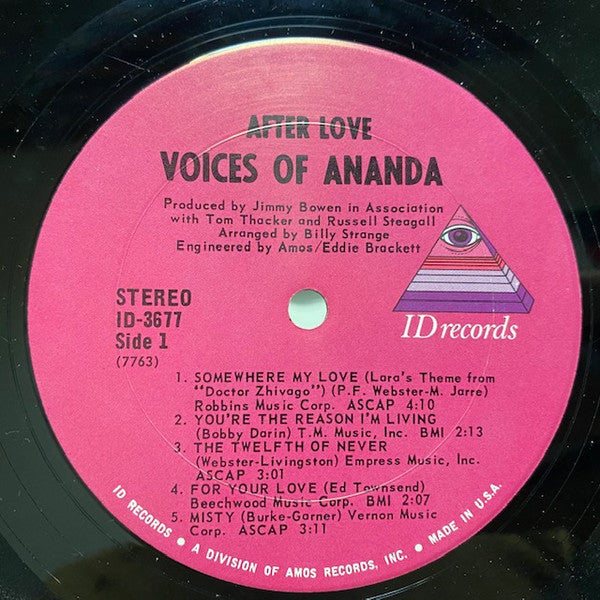 AFTER LOVE
VOICES OF ANANDA
Produced by Jimmy Bowen in Association
with Tom Thacker and Russell Steagall
Arranged by Billy Strange
Engineered by Amos/Eddie Brackett
STEREO
ID-3677
Side 1
(7763)
ID records
1. SOMEWHERE MY LOVE (Lara's Theme from
"Doctor Zhivago") (P.F. Webster-M. Jarre)
Robbins Music Corp. ASCAP 4:10
2. YOU'RE THE REASON I'M LIVING
(Bobby Darin) T.M. Music, Inc. BMI 2:13
3. THE TWELFTH OF NEVER
(Webster-Livingston) Empress Music, Inc.
ASCAP 3:01
4. FOR YOUR LOVE (Ed Townsend)
Beechwood Music Corp. BMI 2:07
5. MISTY (Burke-Garner) Vernon Music
Corp. ASCAP 3:11
ID RECORDS • A DIVISION OF AMOS RECORDS, INC. • MADE IN U.S.A.